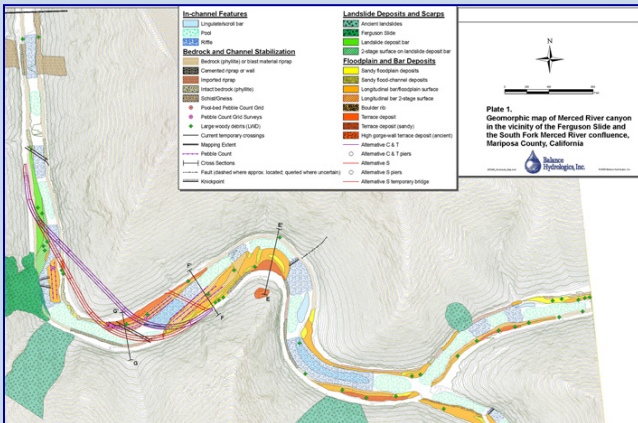 In-channel Features
Lingulate/scroll bar
Pool
Riffle
Bedrock and Channel Stabilization
Bedrock (phyllite) or blast material riprap
Cemented riprap or wall
Imported riprap
Intact bedrock (phyllite)
Schist/Gneiss
Pool-bed Pebble Count Grid
Pebble Count Grid Surveys
Large-woody debris (LWD)
Current temporary crossings
Mapping Extent
Pebble Count
Cross Sections
Fault (dashed where approx. located, queried where uncertain)
Knickpoint
Landslide Deposits and Scarps
Ancient landslides
Ferguson Slide
Landslide deposit bar
2-stage surface on landslide deposit bar
Floodplain and Bar Deposits
Sandy floodplain deposits
Sandy flood-channel deposits
Longitudinal bar/floodplain surface
Longitudinal bar 2-stage surface
Boulder rib
Terrace deposit
Terrace deposit (sandy)
High gorge-wall terrace deposit (ancient)
Alternative C & T
Alternative C & T piers
Alternative S
Alternative S piers
Alternative S temporary bridge
N
Plate 1.
Geomorphic map of Merced River canyon
in the vicinity of the Ferguson Slide and
the South Fork Merced River confluence,
Mariposa County, California
Balance
Hydrologics, Inc.
E'
F'
E
G'
F
G